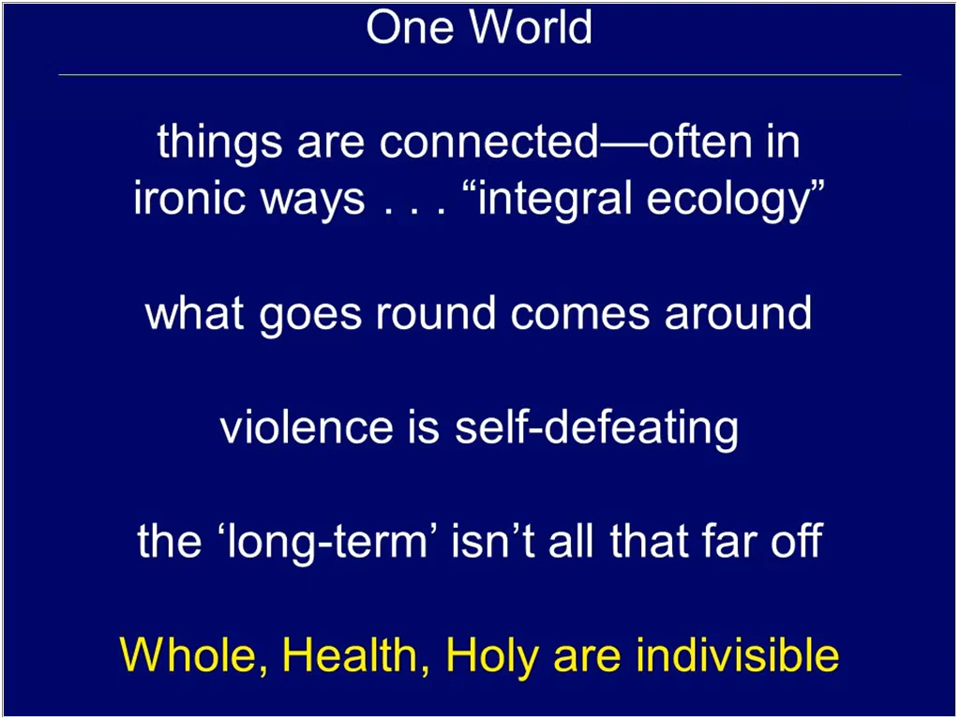 One World
things are connected—often in
ironic ways . . . “integral ecology”
what goes round comes around
violence is self-defeating
the ‘long-term’ isn’t all that far off
Whole, Health, Holy are indivisible